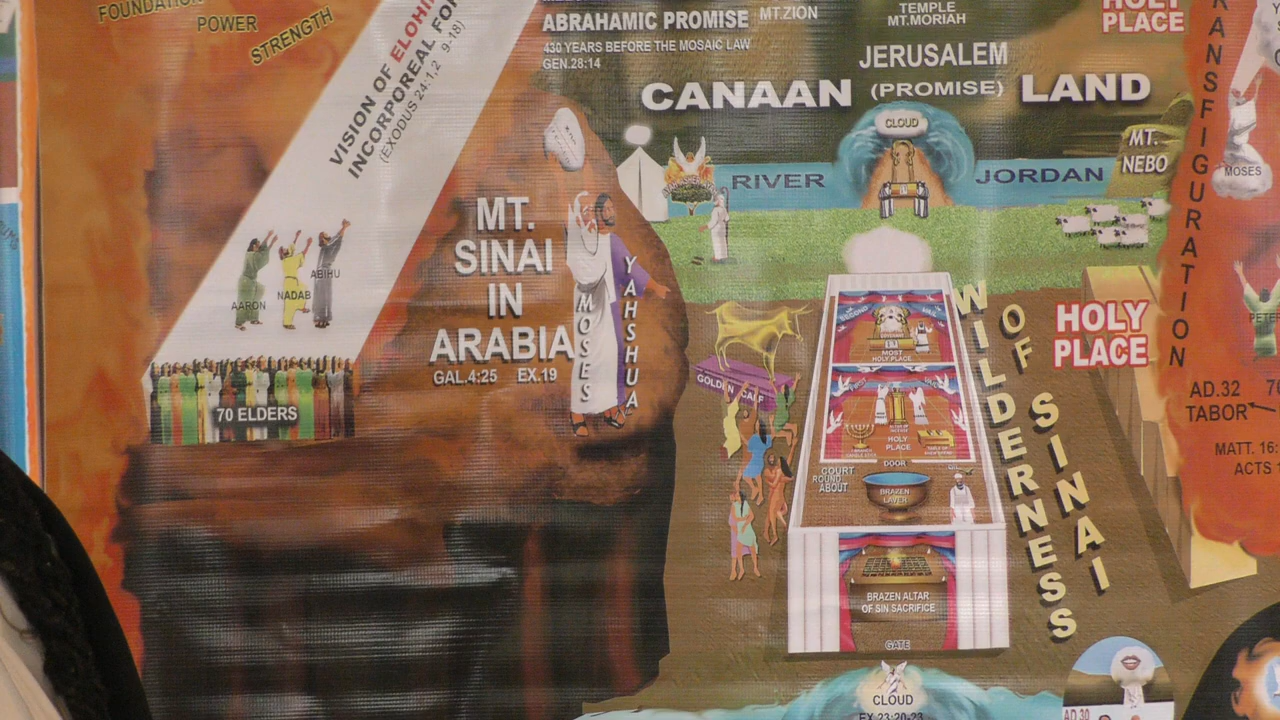 FOUNDATION
POWER
STRENGTH
VISION OF ELOHIM
INCORPOREAL FORM
(EXODUS 24:1,2 9-18)
ABRAHAMIC PROMISE
430 YEARS BEFORE THE MOSAIC LAW
GEN.28:14
MT.ZION
TEMPLE
MT.MORIAH
JERUSALEM
CANAAN (PROMISE) LAND
HOLY
PLACE
CLOUD
RIVER JORDAN
MT.
NEBO
TRANSFIGURATION
MOSES
PETER
AARON
NADAB
ABIHU
70 ELDERS
MT.
SINAI
IN
ARABIA
GAL.4:25 EX.19
MOSES
YAHSHUA
GOLDEN CALF
MOST
HOLY PLACE
HOLY
PLACE
DOOR
COURT
ROUND
ABOUT
BRAZEN
LAVER
BRAZEN ALTAR
OF SIN SACRIFICE
GATE
WILDERNESS
OF SINAI
HOLY
PLACE
AD.32
TABOR
MATT. 16:
ACTS
CLOUD
EX.23:20-23
AD.30